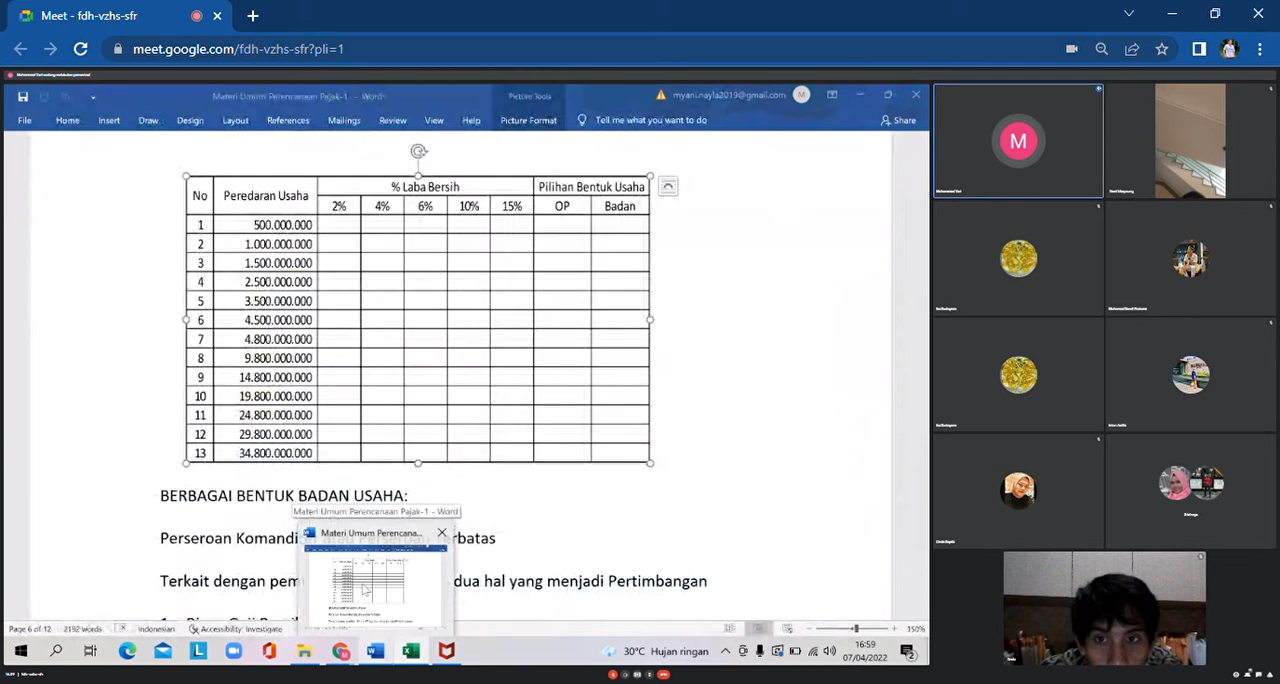 Meet - fdh-vzhs-sfr
meet.google.com/fdh-vzhs-sfr?pli=1
Materi Umum Perencanaan Pajak-1 - Word
Picture Tools
myani.nayla2019@gmail.com
M
File Home Insert Draw Design Layout References Mailings Review View Help Picture Format Tell me what you want to do Share
No Peredaran Usaha % Laba Bersih Pilihan Bentuk Usaha
2% 4% 6% 10% 15% OP Badan
1 500.000.000
2 1.000.000.000
3 1.500.000.000
4 2.500.000.000
5 3.500.000.000
6 4.500.000.000
7 4.800.000.000
8 9.800.000.000
9 14.800.000.000
10 19.800.000.000
11 24.800.000.000
12 29.800.000.000
13 34.800.000.000
BERBAGAI BENTUK BADAN USAHA:
Materi Umum Perencanaan Pajak-1 - Word
Materi Umum Perencana...
Perseroan Komanditer atau Perseroan Terbatas
Terkait dengan pem dua hal yang menjadi Pertimbangan
Page 6 of 12 2192 words Indonesian Accessibility: Investigate 150%
30°C Hujan ringan
16:59
07/04/2022
2
M